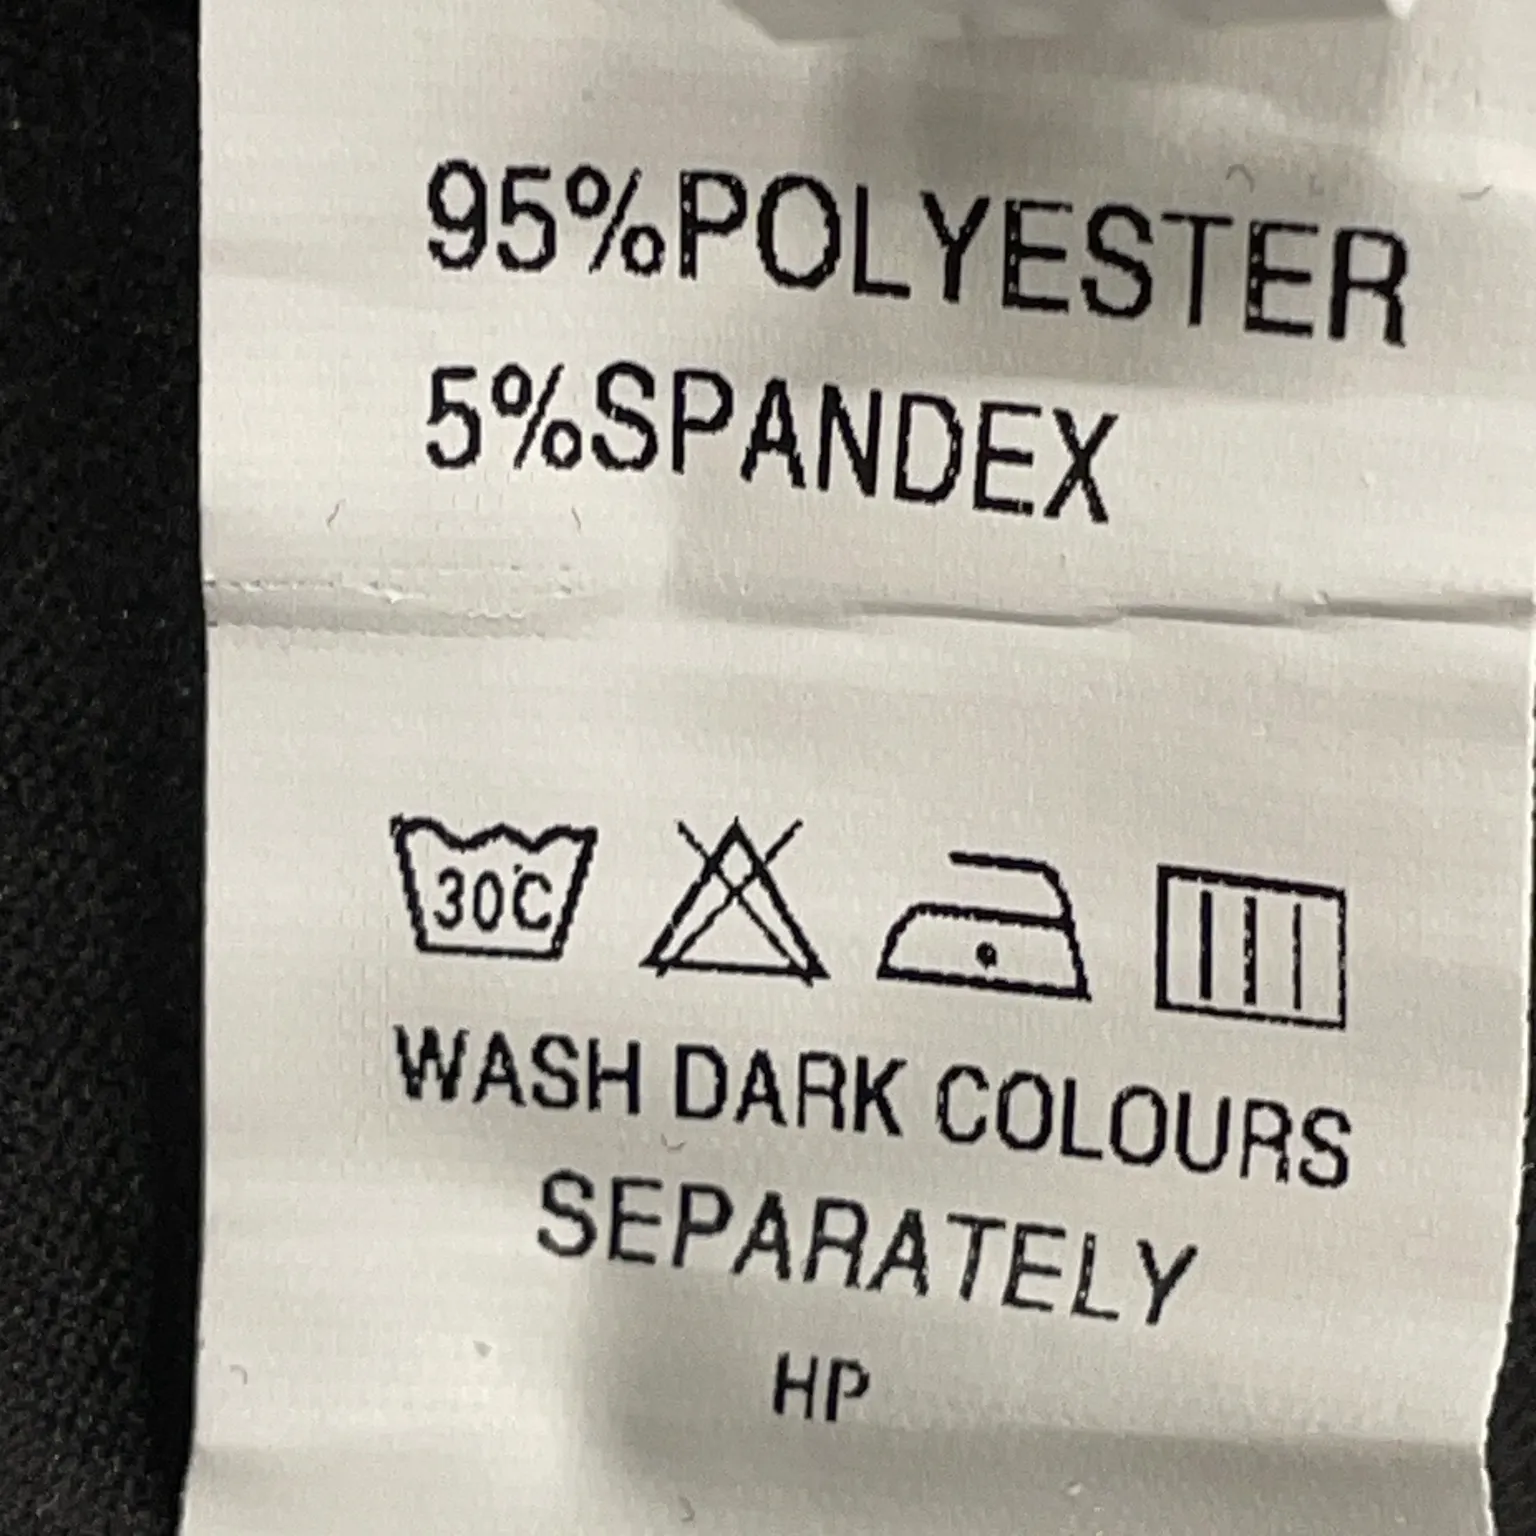 95%POLYESTER
5%SPANDEX
30°C
WASH DARK COLOURS
SEPARATELY
HP